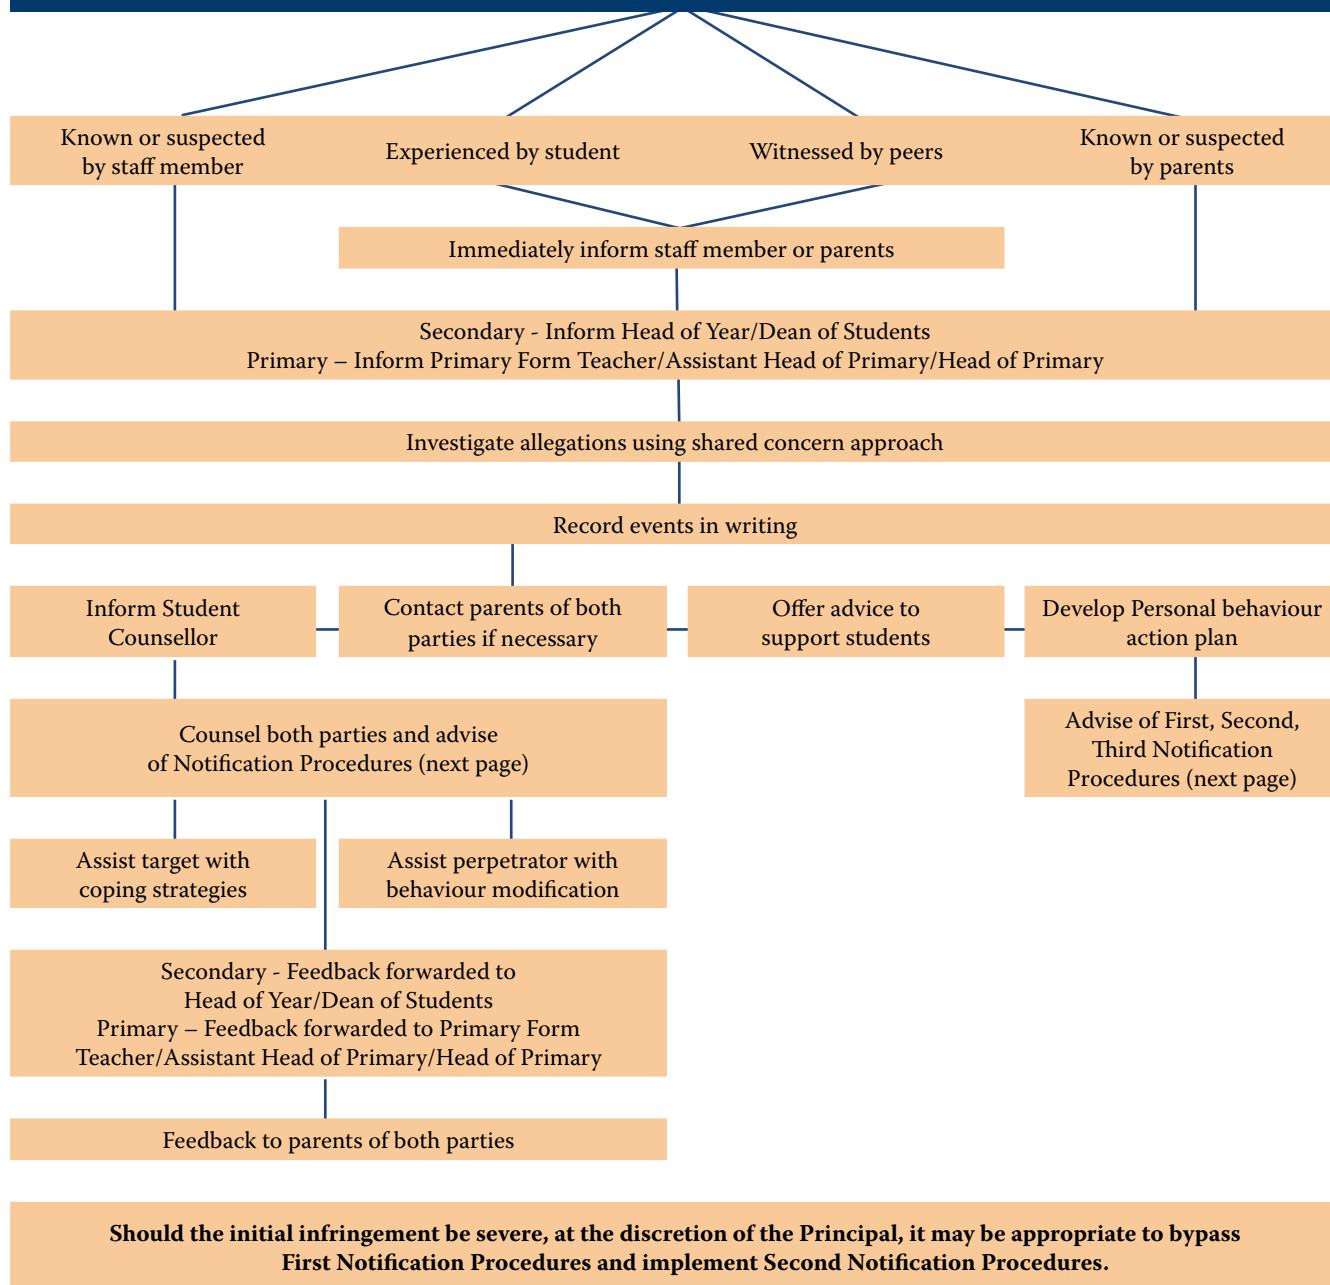 Known or suspected
by staff member
Experienced by student
Witnessed by peers
Known or suspected
by parents
Immediately inform staff member or parents
Secondary - Inform Head of Year/Dean of Students
Primary – Inform Primary Form Teacher/Assistant Head of Primary/Head of Primary
Investigate allegations using shared concern approach
Record events in writing
Inform Student
Counsellor
Contact parents of both
parties if necessary
Offer advice to
support students
Develop Personal behaviour
action plan
Counsel both parties and advise
of Notification Procedures (next page)
Advise of First, Second,
Third Notification
Procedures (next page)
Assist target with
coping strategies
Assist perpetrator with
behaviour modification
Secondary - Feedback forwarded to
Head of Year/Dean of Students
Primary – Feedback forwarded to Primary Form
Teacher/Assistant Head of Primary/Head of Primary
Feedback to parents of both parties
Should the initial infringement be severe, at the discretion of the Principal, it may be appropriate to bypass
First Notification Procedures and implement Second Notification Procedures.